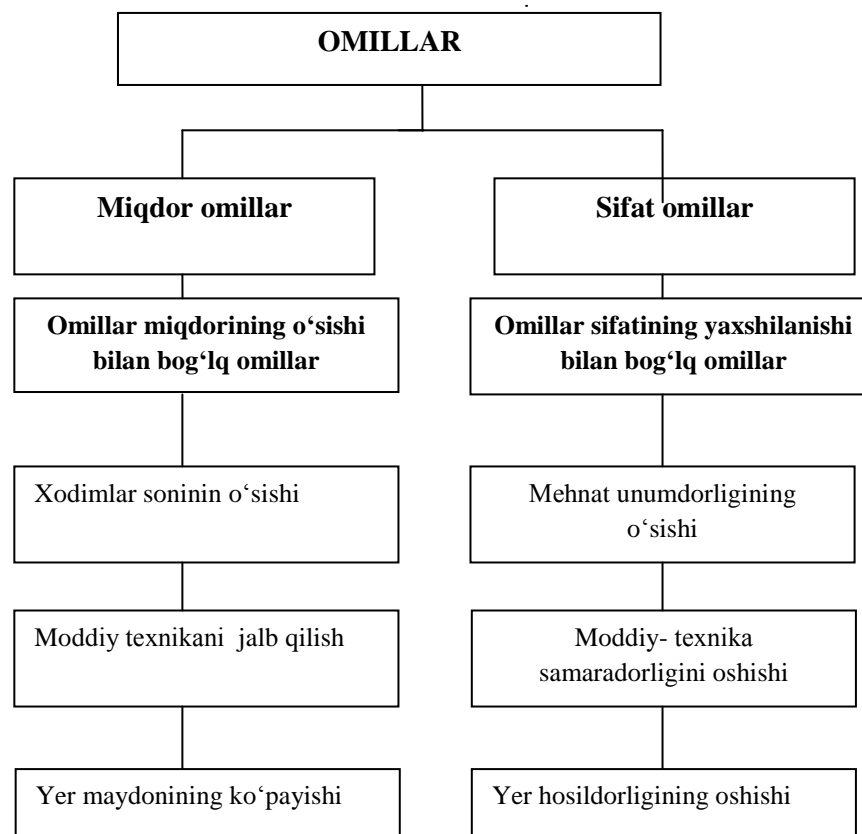 OMILLAR
Miqdor omillar
Omillar miqdorining o‘sishi
bilan bog‘lq omillar
Xodimlar soninin o‘sishi
Moddiy texnikani jalb qilish
Yer maydonining ko‘payishi
Sifat omillar
Omillar sifatining yaxshilanishi
bilan bog‘lq omillar
Mehnat unumdorligining
o‘sishi
Moddiy- texnika
samaradorligini oshishi
Yer hosildorligining oshishi